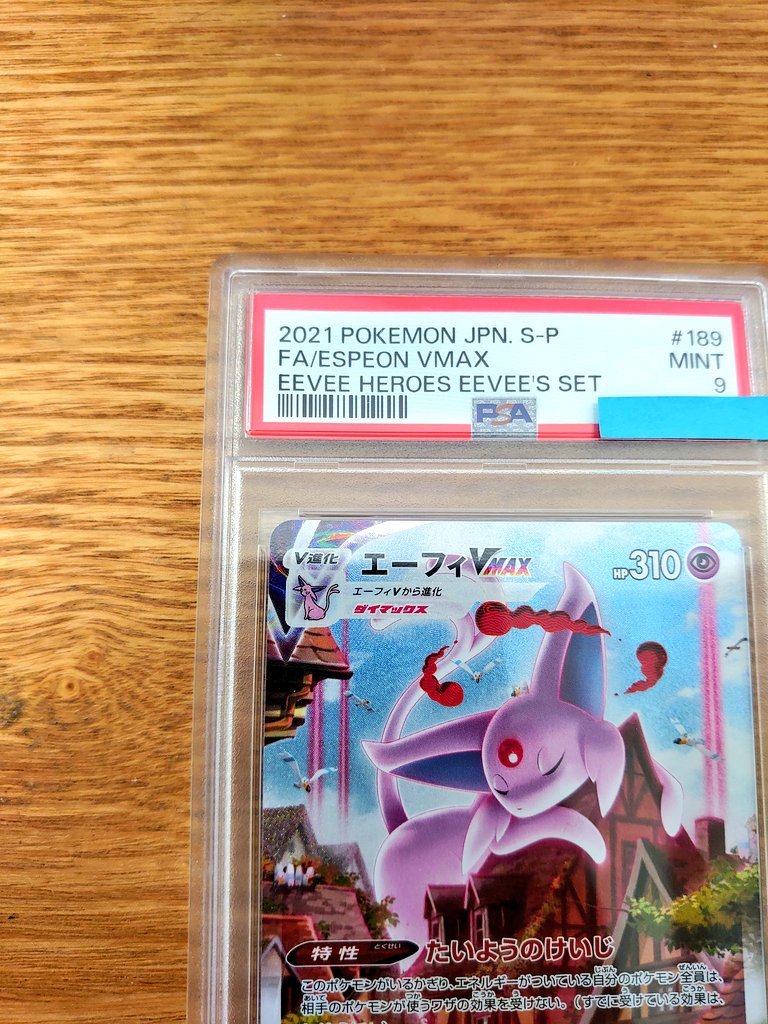 2021 POKEMON JPN. S-P #189
FA/ESPEON VMAX MINT
EEVEE HEROES EEVEE'S SET 9
PSA
V進化 エーフィVMAX HP310
エーフィVから進化
ダイマックス
特性 とくせい たいようのけいじ
このポケモンがいるかぎり、エネルギーがついている自分のポケモン全員は、
相手のポケモンが使うワザの効果を受けない。(すでに受けている効果は、